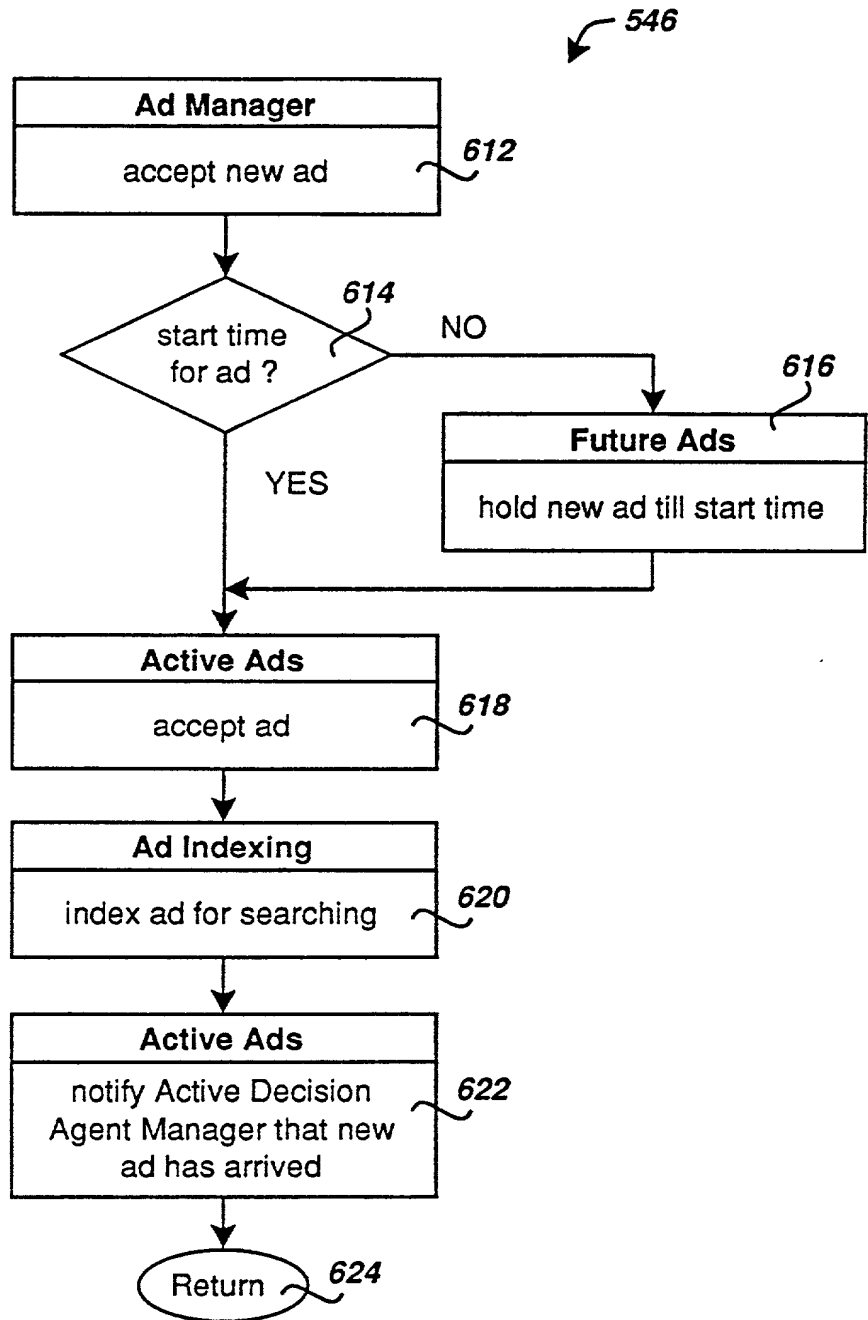 546
Ad Manager
accept new ad
612
start time
for ad ?
614
NO
YES
616
Future Ads
hold new ad till start time
Active Ads
accept ad
618
Ad Indexing
index ad for searching
620
Active Ads
notify Active Decision
Agent Manager that new
ad has arrived
622
Return
624